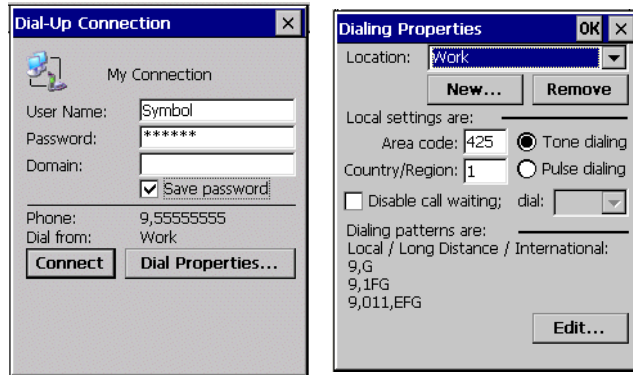 Dial-Up Connection
My Connection
User Name: Symbol
Password: ******
Domain:
Save password
Phone: 9,55555555
Dial from: Work
Connect Dial Properties...
Dialing Properties OK
Location: Work
New... Remove
Local settings are:
Area code: 425 Tone dialing
Country/Region: 1 Pulse dialing
Disable call waiting; dial:
Dialing patterns are:
Local / Long Distance / International:
9,G
9,1FG
9,011,EFG
Edit...